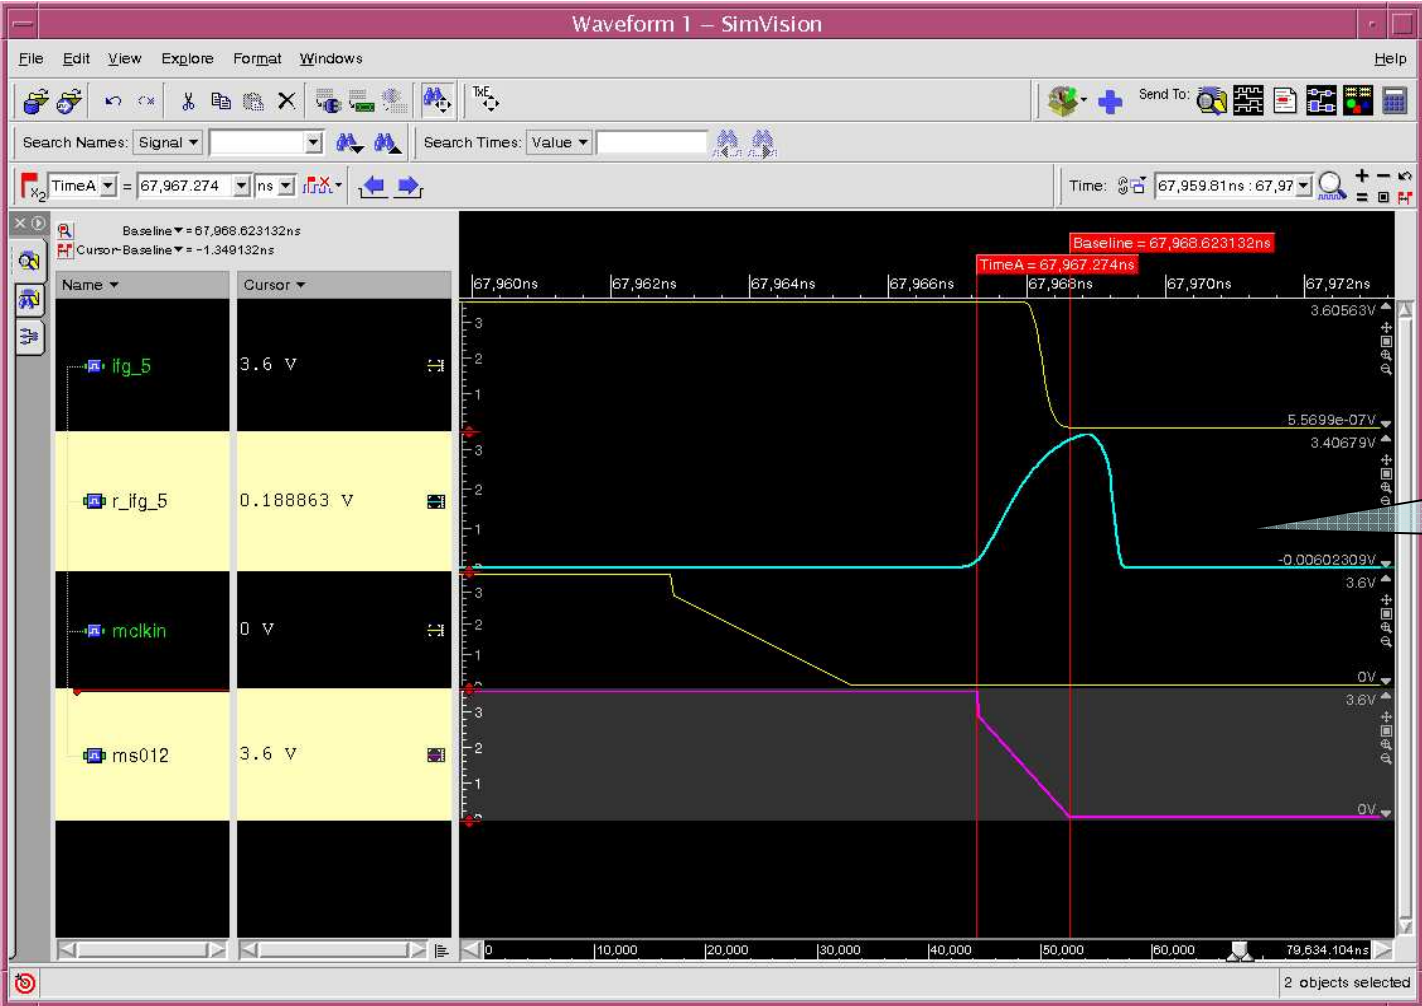 Waveform 1 – SimVision
File Edit View Explore Format Windows Help
TxE
Send To:
Search Names: Signal Search Times: Value
X2 TimeA = 67,967.274 ns Time: 67,959.81ns : 67,97
Baseline = 67,968.623132ns
Cursor-Baseline = -1.349132ns
Baseline = 67,968.623132ns
TimeA = 67,967.274ns
Name Cursor
67,960ns 67,962ns 67,964ns 67,966ns 67,968ns 67,970ns 67,972ns
3.60563V
3
2
ifg_5 3.6 V
1
5.5699e-07V
3.40679V
3
2
r_ifg_5 0.188863 V
1
-0.00602309V
3.6V
3
2
mclkin 0 V
1
0V
3.6V
3
2
ms012 3.6 V
1
0V
0 10,000 20,000 30,000 40,000 50,000 60,000 79,634.104ns
2 objects selected